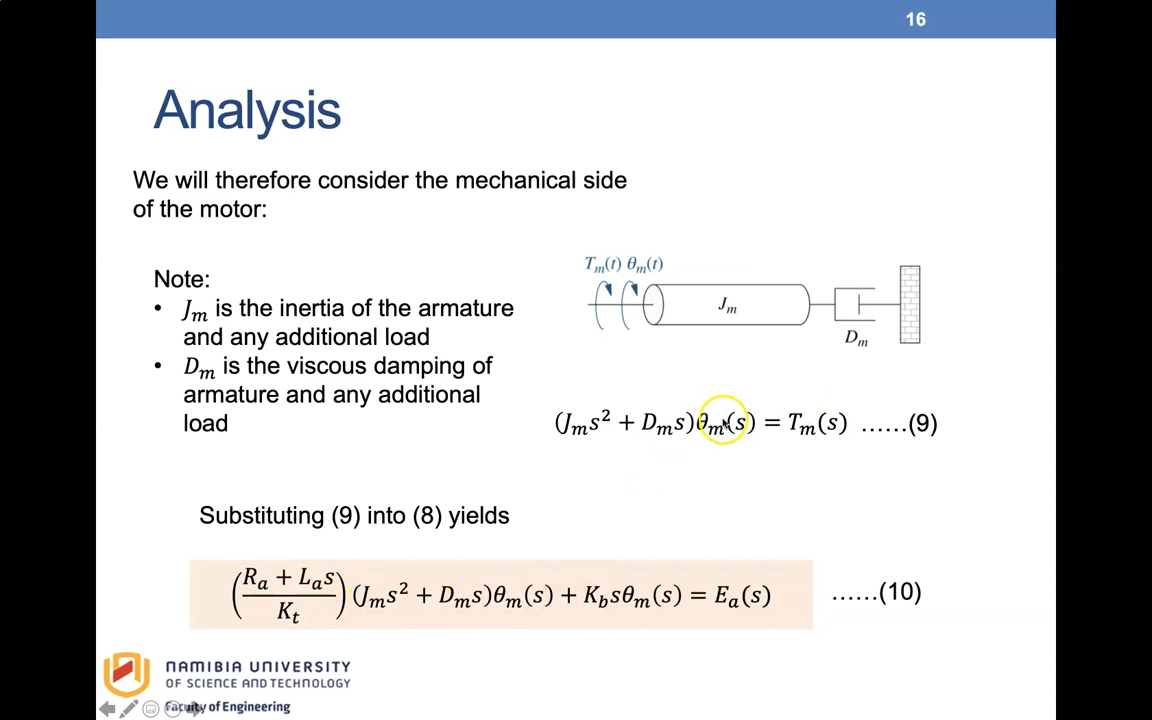 16
Analysis
We will therefore consider the mechanical side
of the motor:
Note:
• J_m is the inertia of the armature
and any additional load
• D_m is the viscous damping of
armature and any additional
load
T_m(t) θ_m(t)
J_m
D_m
(J_m s² + D_m s)θ_m(s) = T_m(s) ......(9)
Substituting (9) into (8) yields
((R_a + L_a s)/K_t)(J_m s² + D_m s)θ_m(s) + K_b sθ_m(s) = E_a(s) ......(10)
NAMIBIA UNIVERSITY
OF SCIENCE AND TECHNOLOGY
Faculty of Engineering